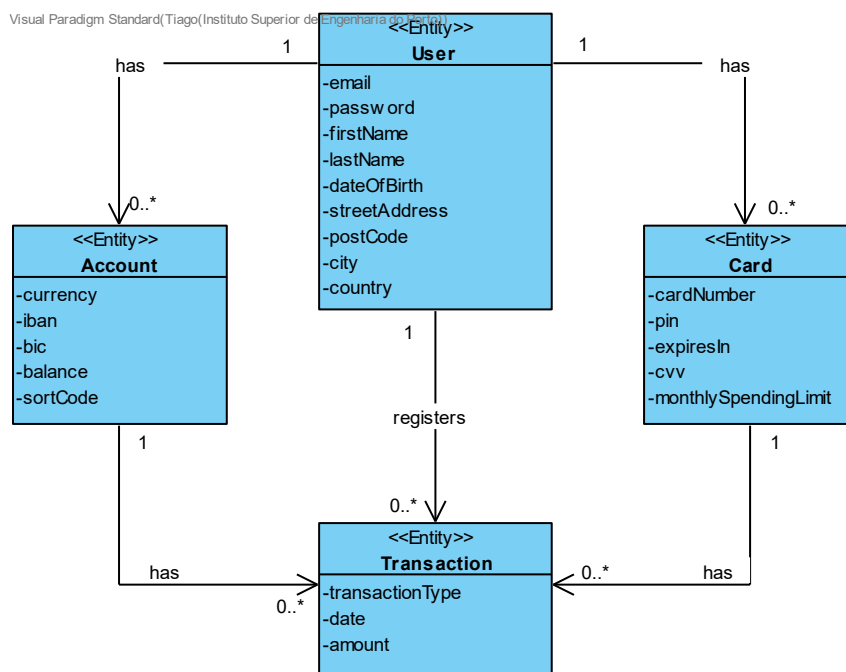 Visual Paradigm Standard(Tiago(Instituto Superior de Engenharia do Porto))
<<Entity>>
User
-email
-password
-firstName
-lastName
-dateOfBirth
-streetAddress
-postCode
-city
-country
1
has
0..*
1
has
0..*
<<Entity>>
Account
-currency
-iban
-bic
-balance
-sortCode
<<Entity>>
Card
-cardNumber
-pin
-expiresIn
-cvv
-monthlySpendingLimit
1
registers
0..*
1
has
0..*
1
has
0..*
<<Entity>>
Transaction
-transactionType
-date
-amount